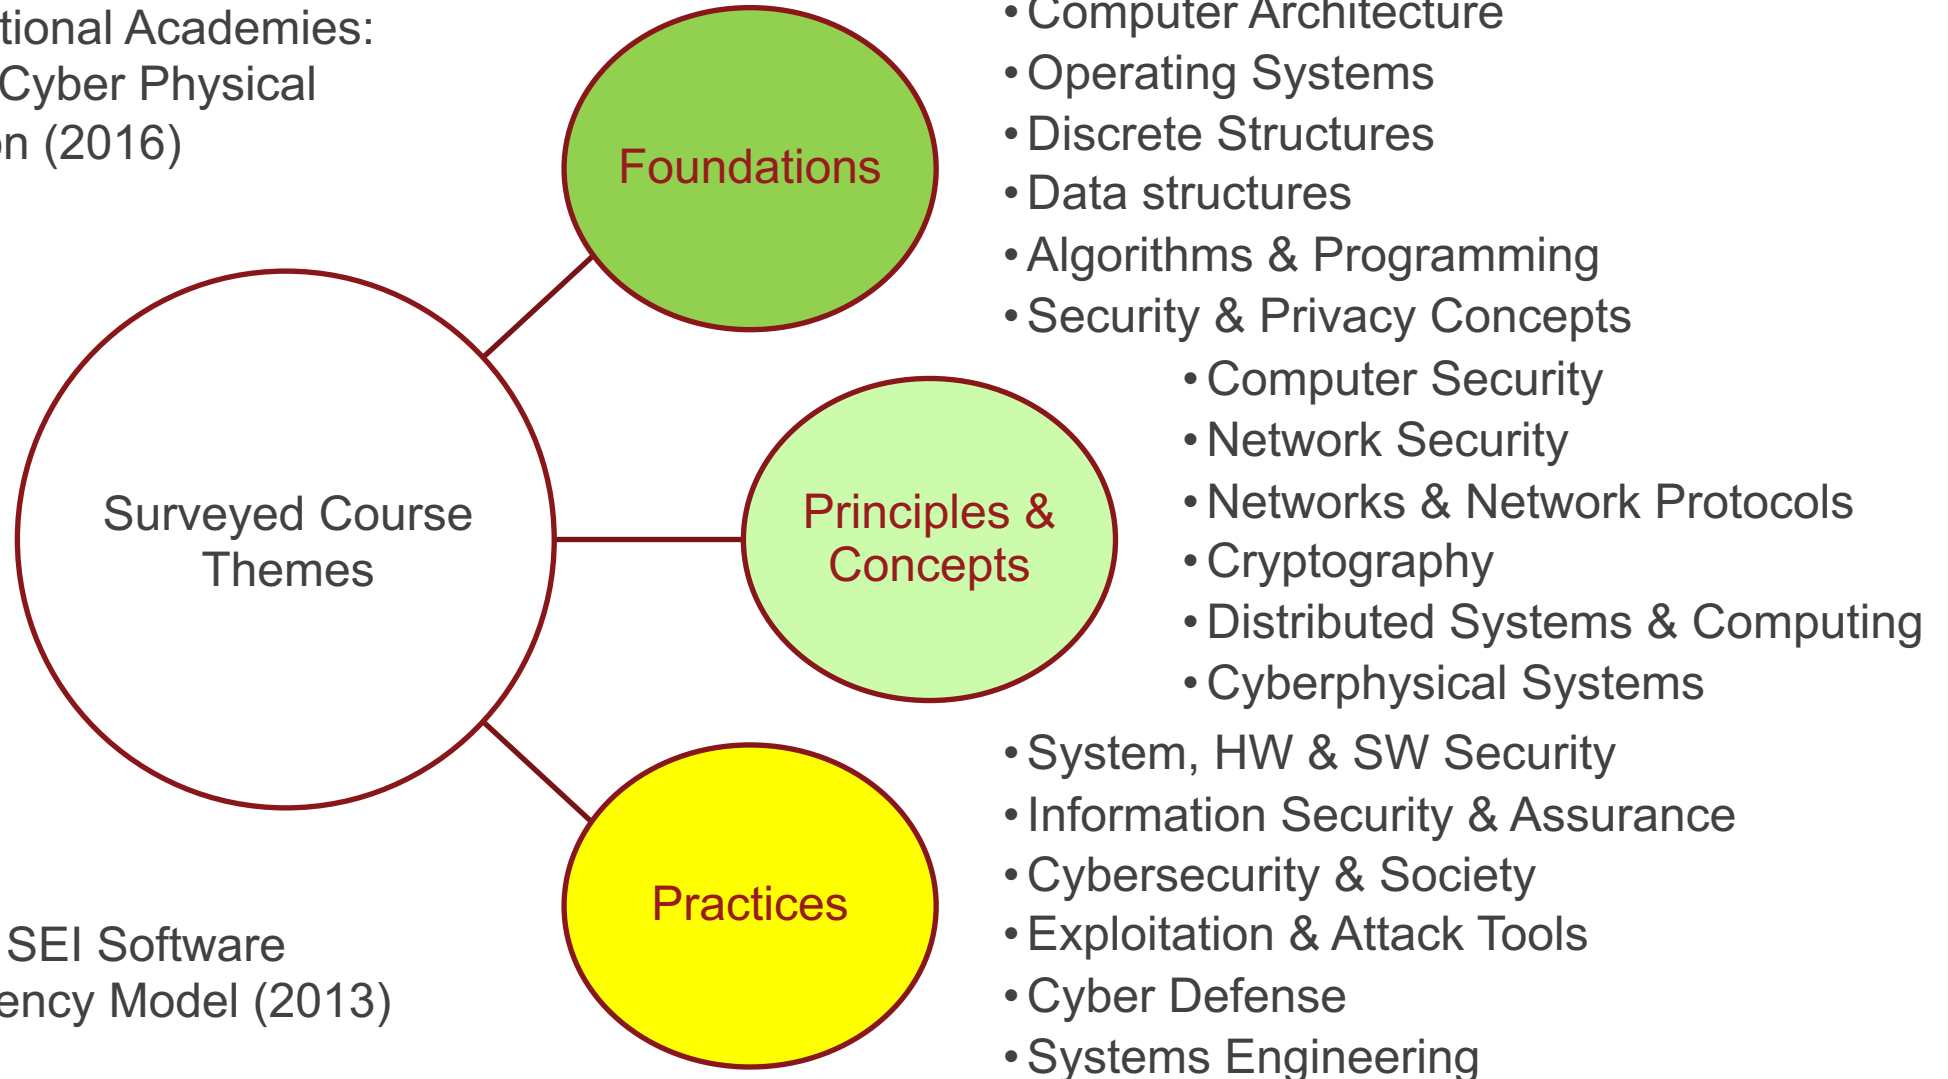 tional Academies:
Cyber Physical
n (2016)
Foundations
• Computer Architecture
• Operating Systems
• Discrete Structures
• Data structures
• Algorithms & Programming
• Security & Privacy Concepts
Surveyed Course
Themes
Principles &
Concepts
• Computer Security
• Network Security
• Networks & Network Protocols
• Cryptography
• Distributed Systems & Computing
• Cyberphysical Systems
Practices
• System, HW & SW Security
• Information Security & Assurance
• Cybersecurity & Society
• Exploitation & Attack Tools
• Cyber Defense
• Systems Engineering
SEI Software
ency Model (2013)